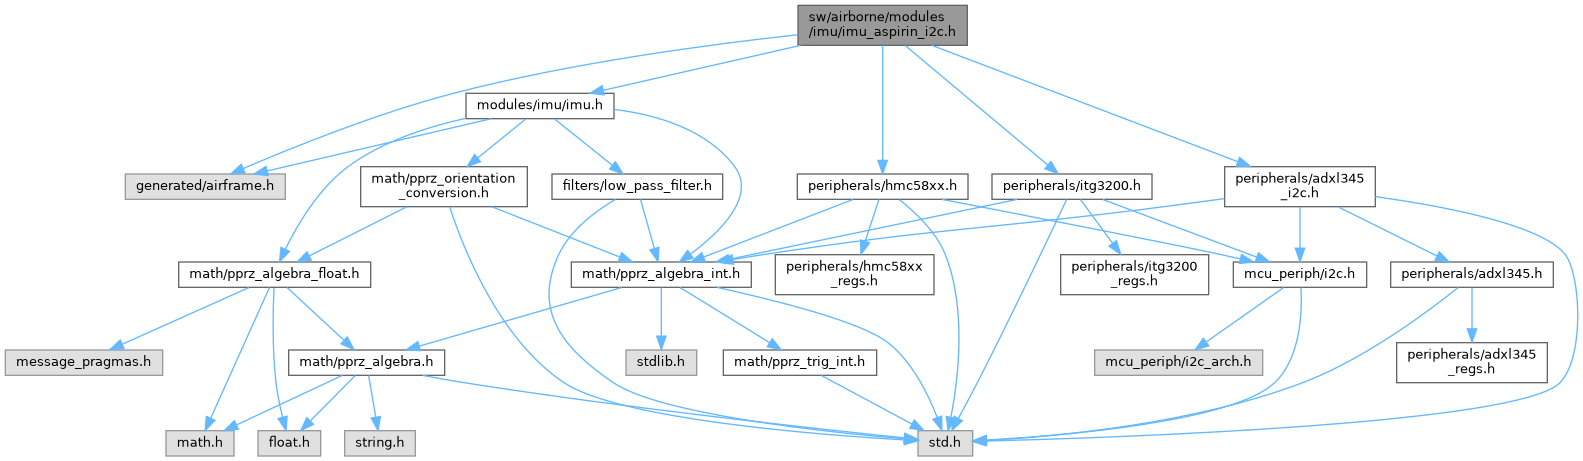 sw/airborne/modules
/imu/imu_aspirin_i2c.h
modules/imu/imu.h
generated/airframe.h
math/pprz_orientation
_conversion.h
filters/low_pass_filter.h
peripherals/hmc58xx.h
peripherals/itg3200.h
peripherals/adxl345
_i2c.h
math/pprz_algebra_float.h
math/pprz_algebra_int.h
peripherals/hmc58xx
_regs.h
peripherals/itg3200
_regs.h
mcu_periph/i2c.h
peripherals/adxl345.h
message_pragmas.h
math/pprz_algebra.h
stdlib.h
math/pprz_trig_int.h
mcu_periph/i2c_arch.h
peripherals/adxl345
_regs.h
math.h
float.h
string.h
std.h